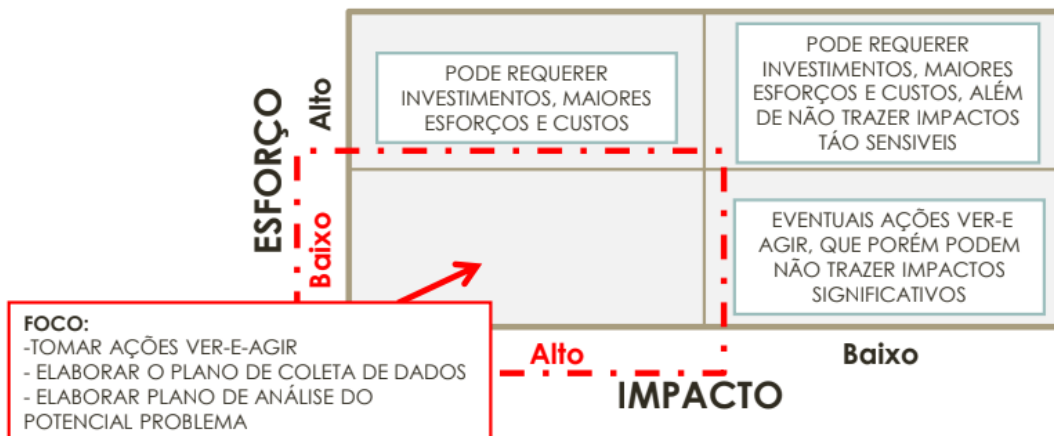 ESFORÇO
Alto
Baixo
PODE REQUERER
INVESTIMENTOS, MAIORES
ESFORÇOS E CUSTOS
PODE REQUERER
INVESTIMENTOS, MAIORES
ESFORÇOS E CUSTOS, ALÉM
DE NÃO TRAZER IMPACTOS
TÁO SENSIVEIS
EVENTUAIS AÇÕES VER-E
AGIR, QUE PORÉM PODEM
NÃO TRAZER IMPACTOS
SIGNIFICATIVOS
FOCO:
-TOMAR AÇÕES VER-E-AGIR
- ELABORAR O PLANO DE COLETA DE DADOS
- ELABORAR PLANO DE ANÁLISE DO
POTENCIAL PROBLEMA
Alto
Baixo
IMPACTO